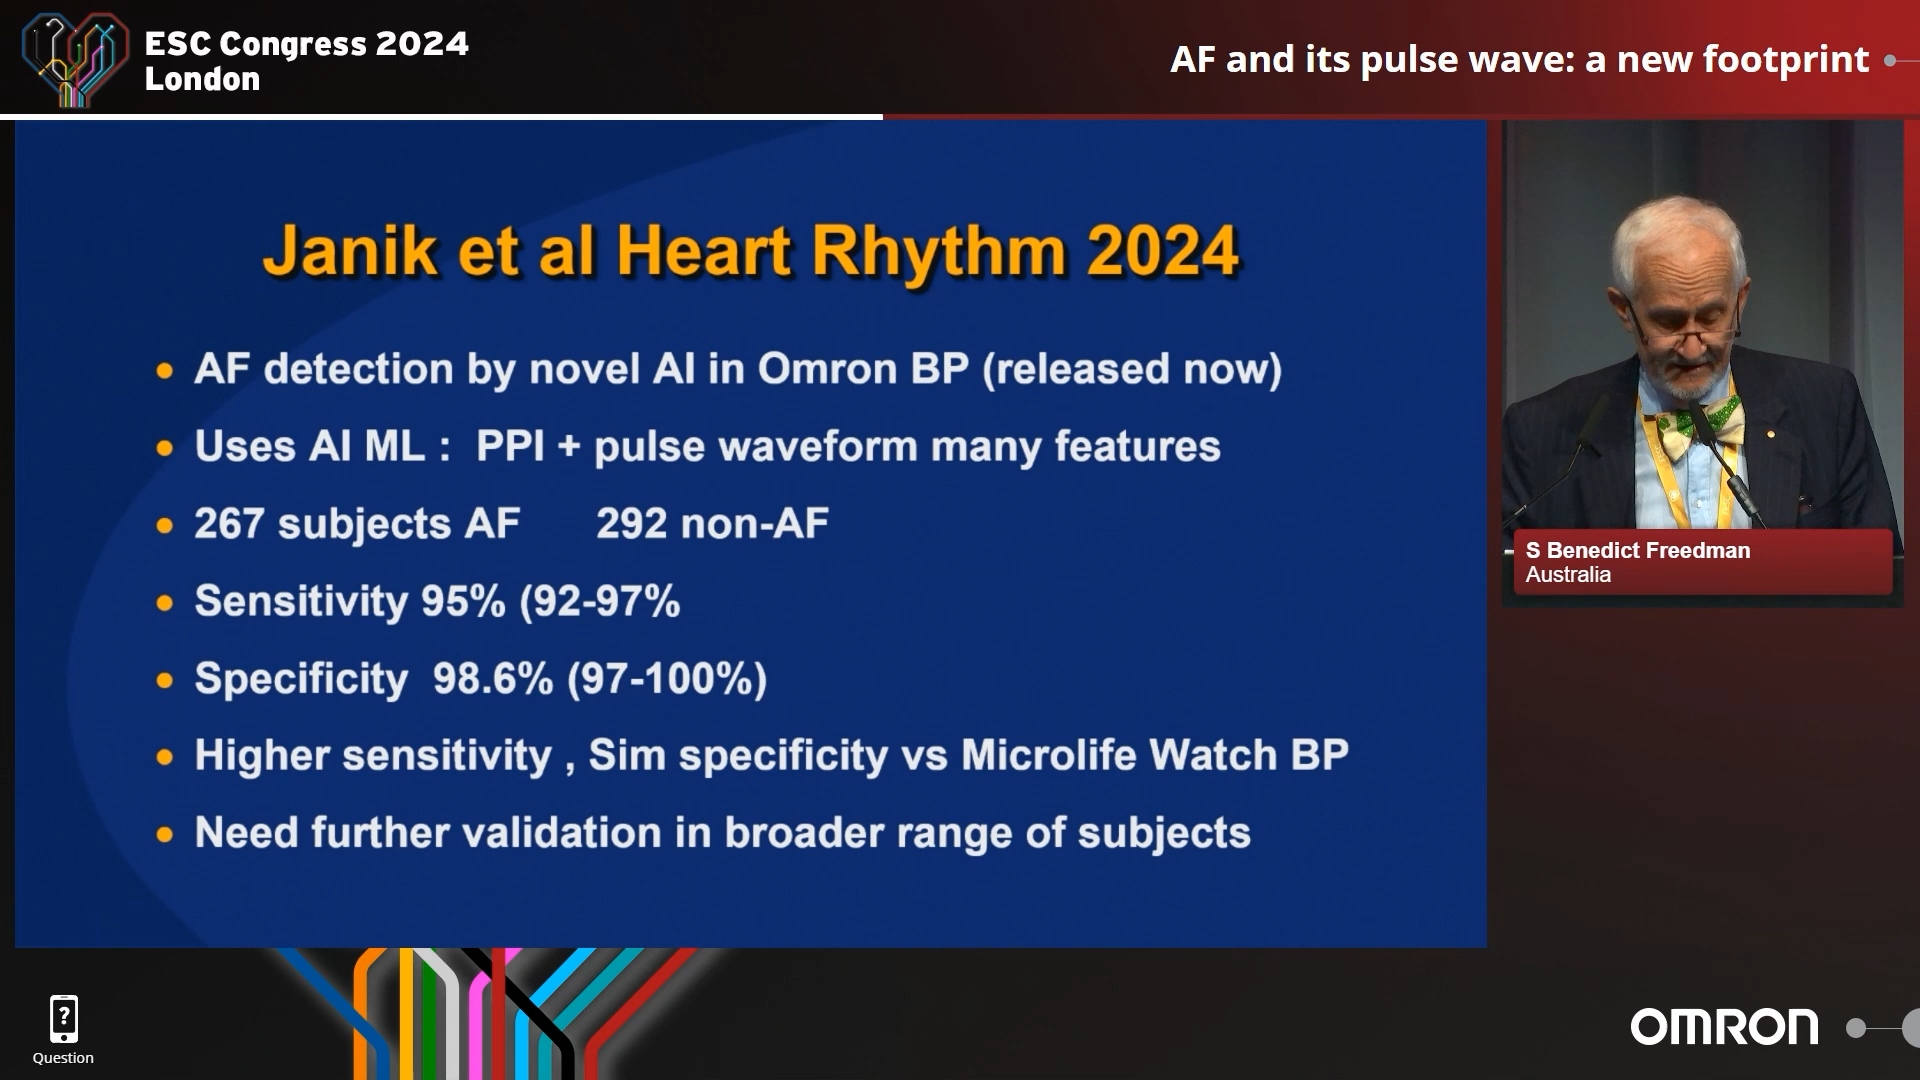 ESC Congress 2024
London
AF and its pulse wave: a new footprint
Janik et al Heart Rhythm 2024
AF detection by novel AI in Omron BP (released now)
Uses AI ML : PPI + pulse waveform many features
267 subjects AF 292 non-AF
Sensitivity 95% (92-97%
Specificity 98.6% (97-100%)
Higher sensitivity , Sim specificity vs Microlife Watch BP
Need further validation in broader range of subjects
S Benedict Freedman
Australia
?
Question
OMRON